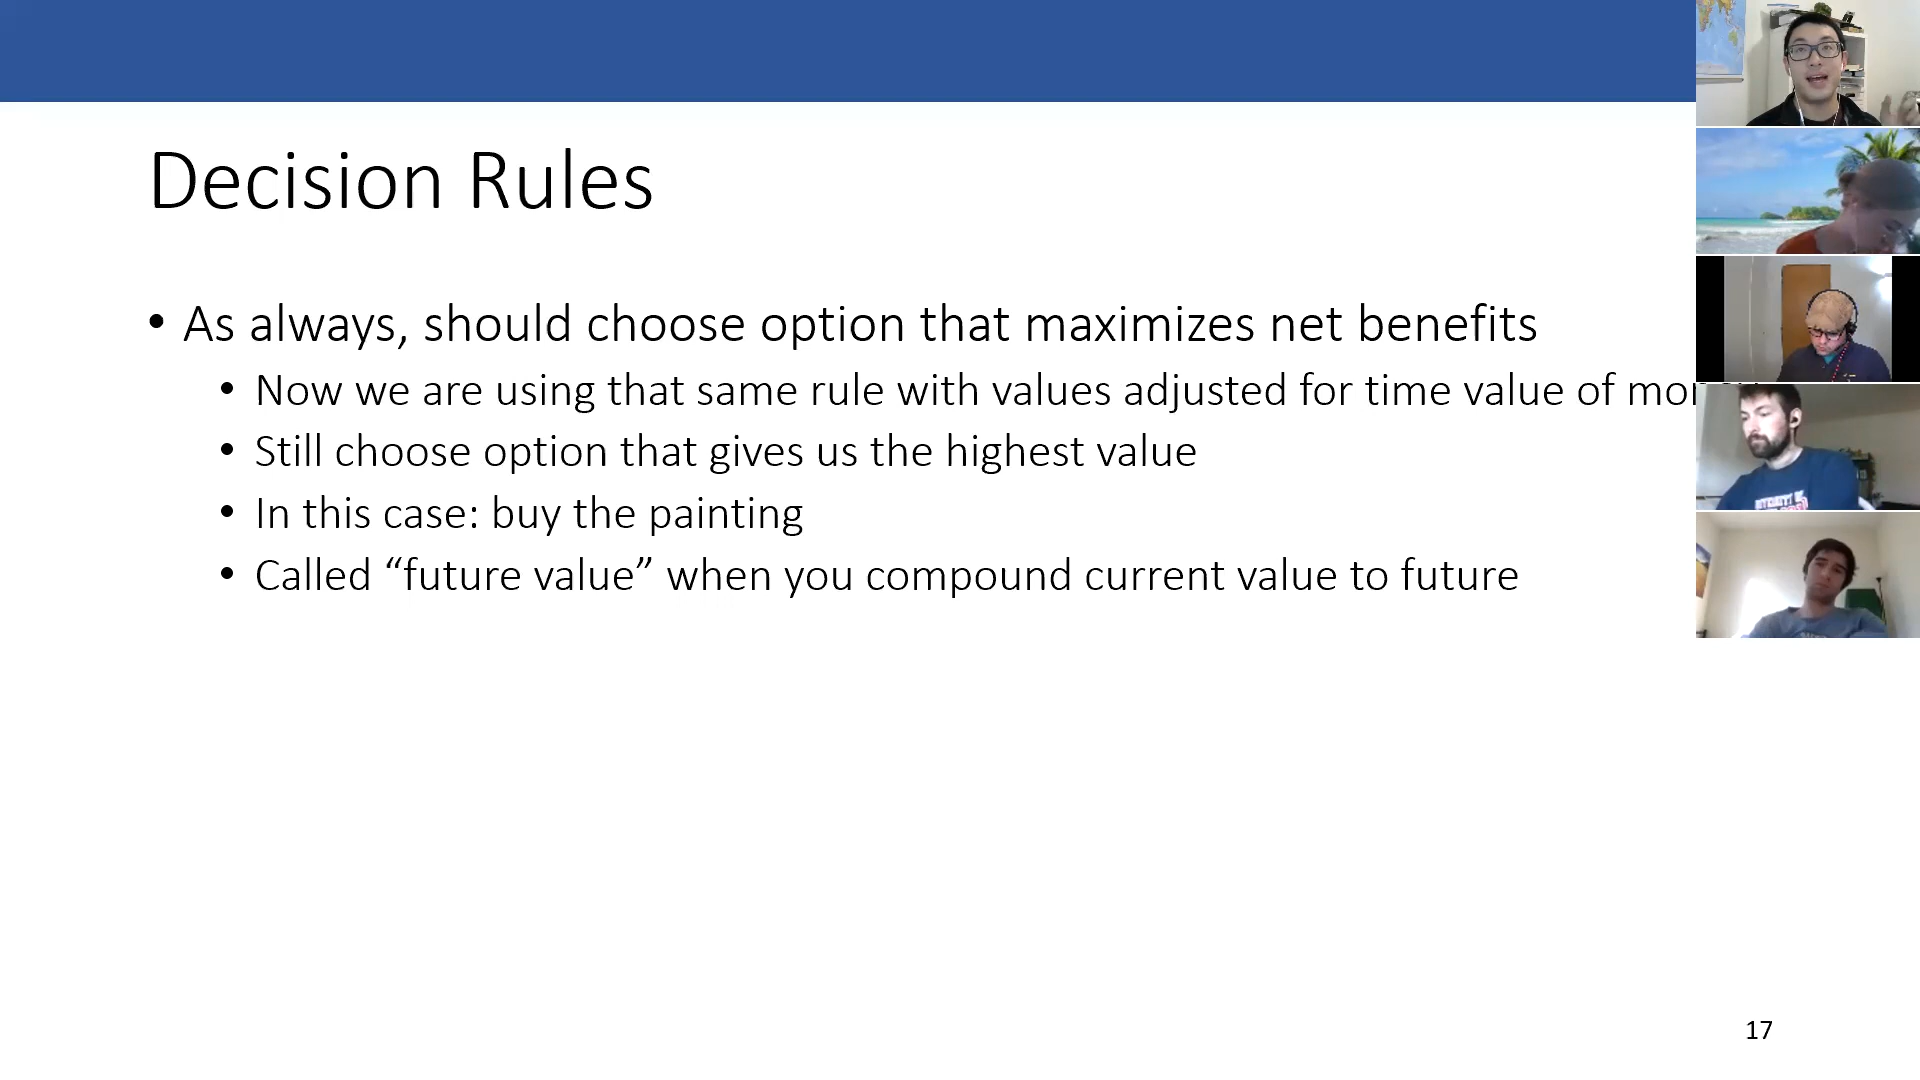 Decision Rules
• As always, should choose option that maximizes net benefits
• Now we are using that same rule with values adjusted for time value of
• Still choose option that gives us the highest value
• In this case: buy the painting
• Called “future value” when you compound current value to future
17